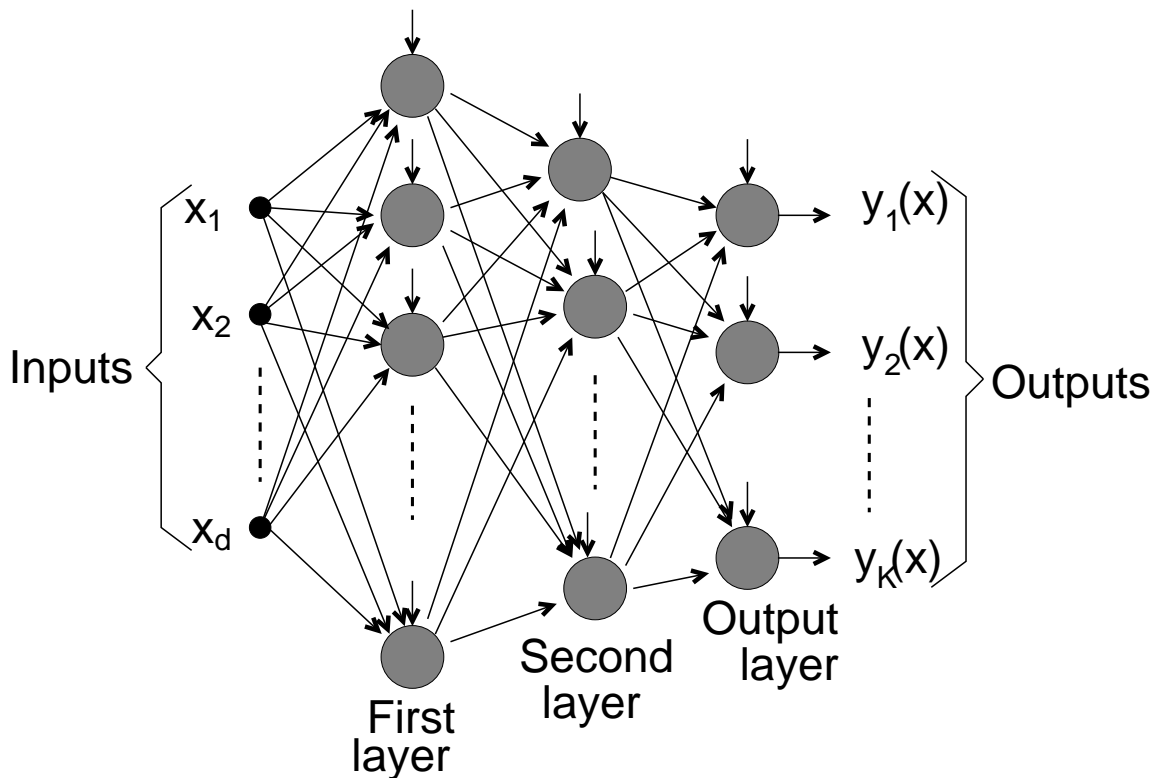 Inputs
x1
x2
xd
First
layer
Second
layer
Output
layer
y1(x)
y2(x)
yK(x)
Outputs